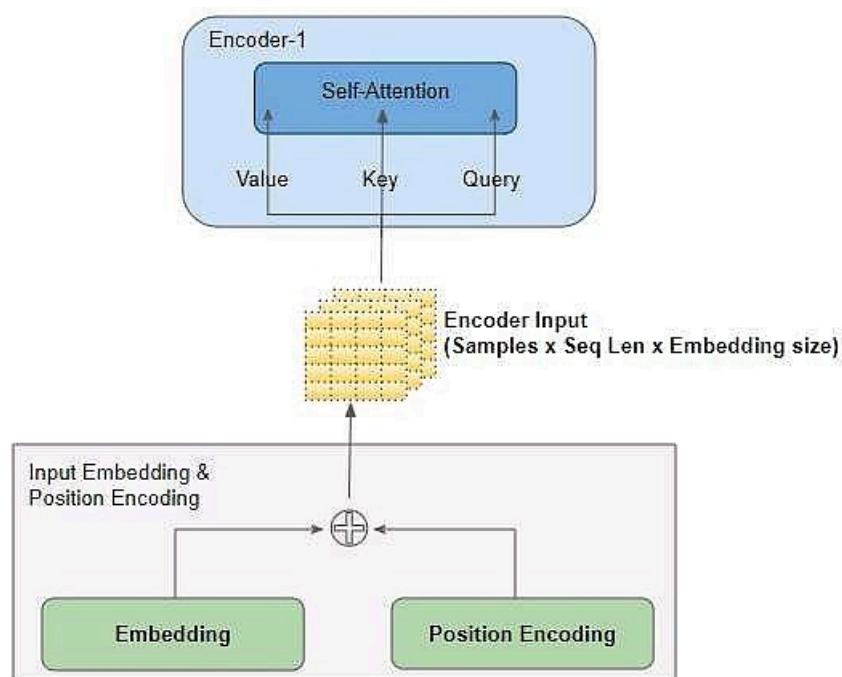 Encoder-1
Self-Attention
Value Key Query
Encoder Input
(Samples x Seq Len x Embedding size)
Input Embedding &
Position Encoding
Embedding Position Encoding